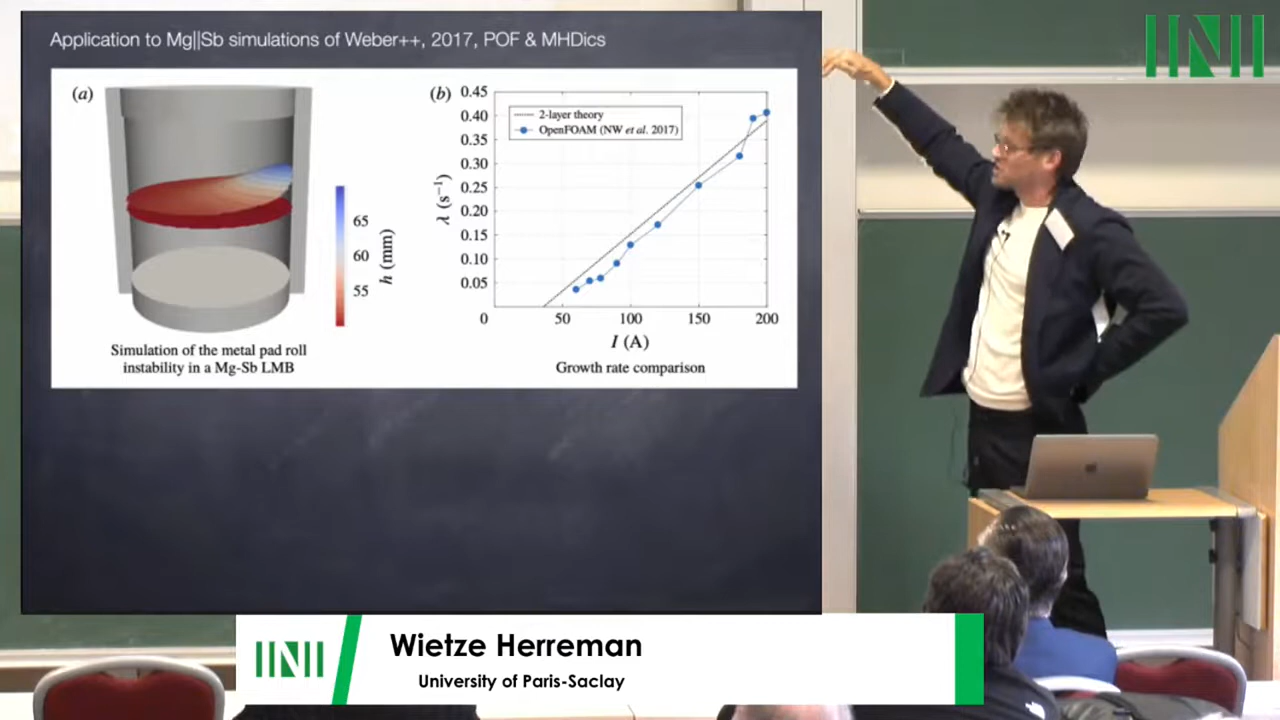 Application to Mg||Sb simulations of Weber++, 2017, POF & MHDics
(a)
65
60
55
h (mm)
Simulation of the metal pad roll
instability in a Mg-Sb LMB
(b)
0.45
0.40
0.35
0.30
0.25
0.20
0.15
0.10
0.05
λ (s⁻¹)
2-layer theory
OpenFOAM (NW et al. 2017)
0
50
100
150
200
I (A)
Growth rate comparison
Wietze Herreman
University of Paris-Saclay